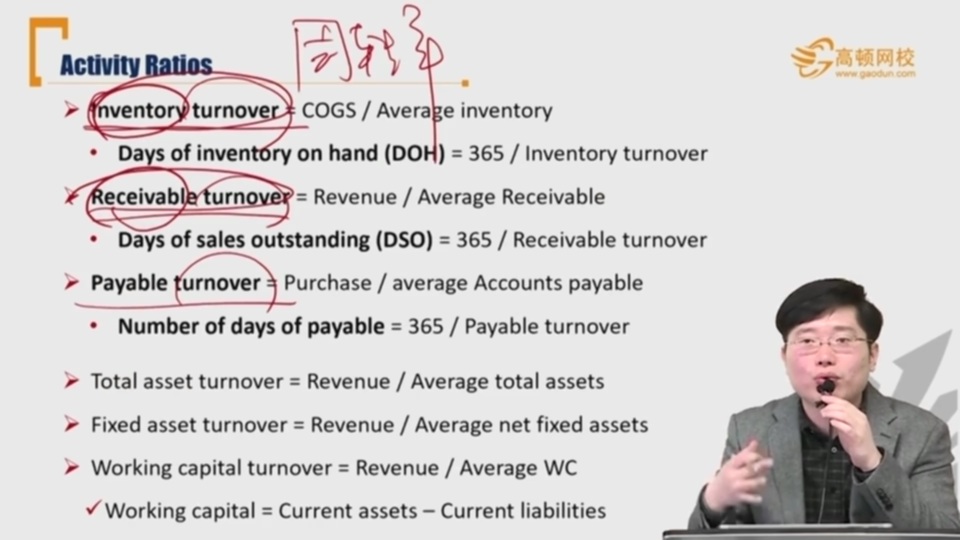 周转率
Activity Ratios
高顿网校
www.gaodun.com
Inventory turnover = COGS / Average inventory
Days of inventory on hand (DOH) = 365 / Inventory turnover
Receivable turnover = Revenue / Average Receivable
Days of sales outstanding (DSO) = 365 / Receivable turnover
Payable turnover = Purchase / average Accounts payable
Number of days of payable = 365 / Payable turnover
Total asset turnover = Revenue / Average total assets
Fixed asset turnover = Revenue / Average net fixed assets
Working capital turnover = Revenue / Average WC
Working capital = Current assets – Current liabilities